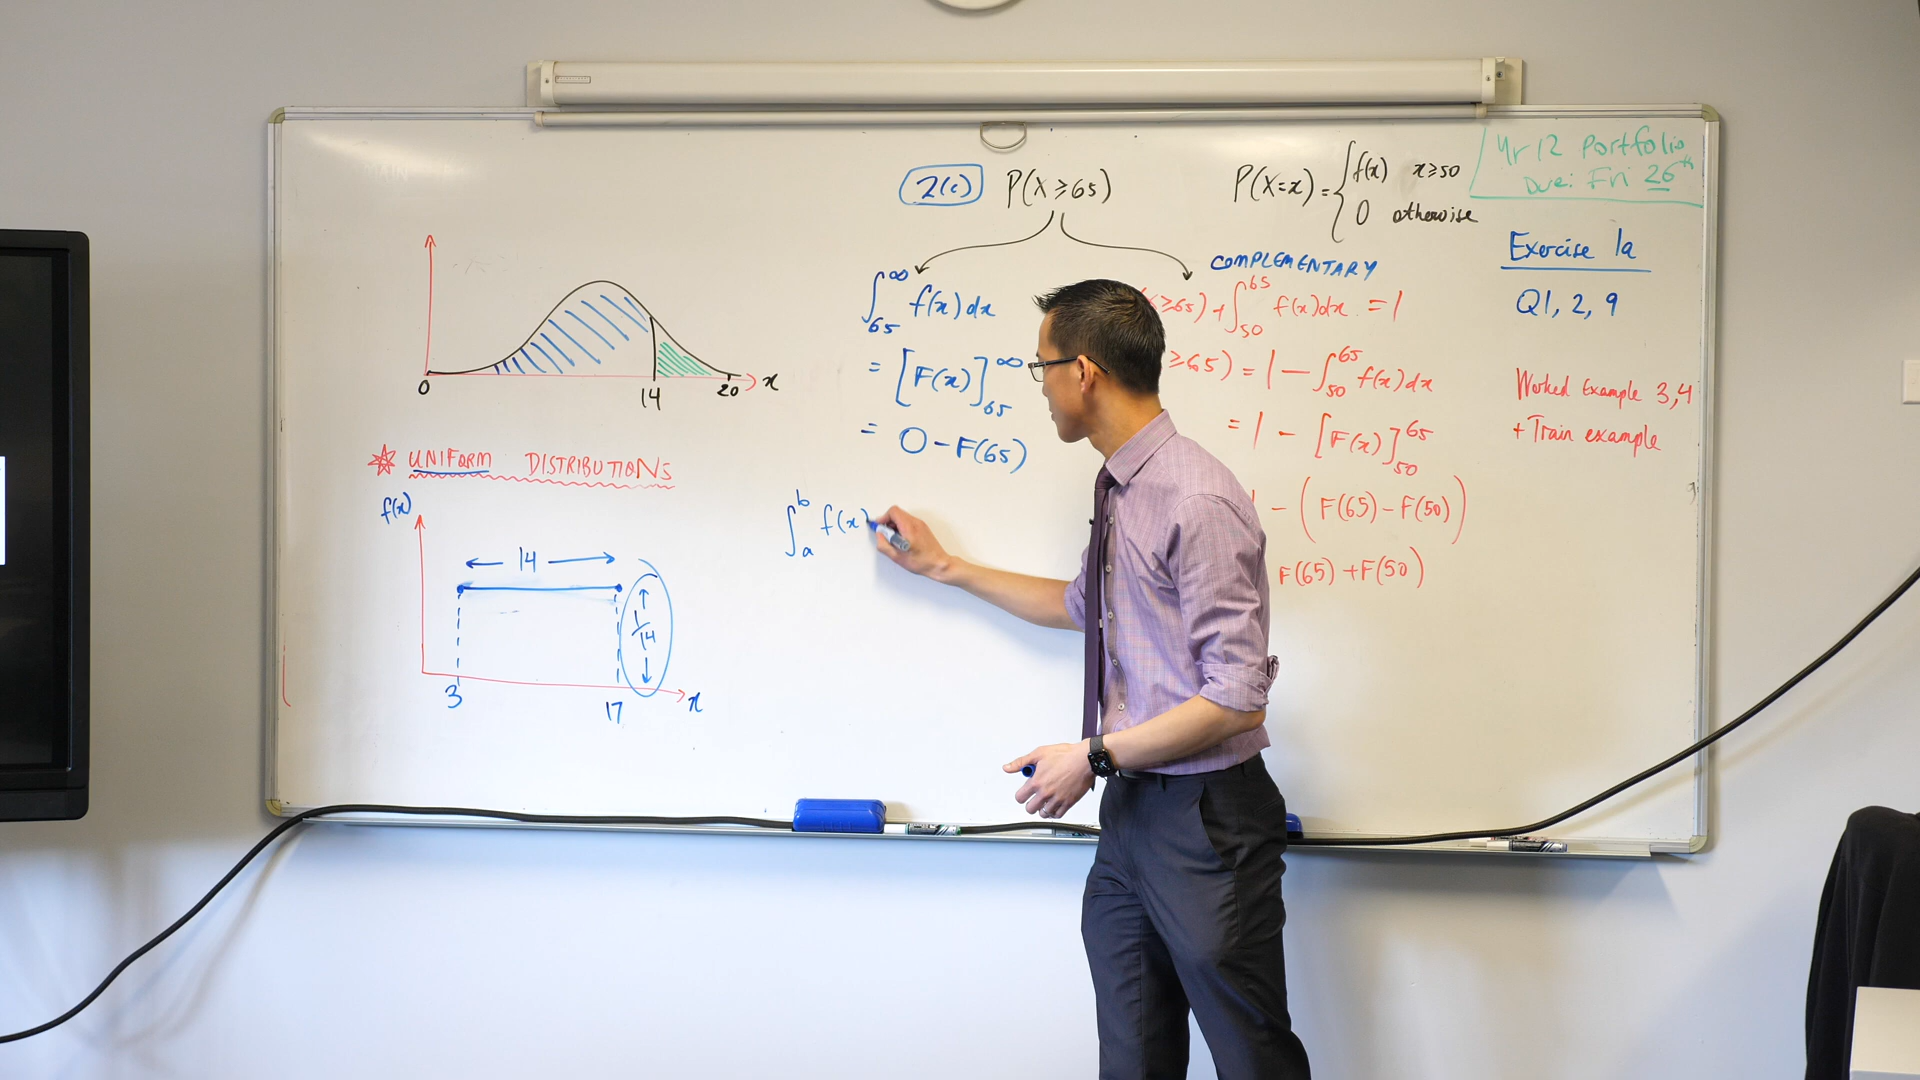 Yr 12 Portfolio
Due: Fri 26th
2(c) P(X≥65)
P(X=x) = { f(x) x≥50
0 otherwise
Exercise 1a
Q1, 2, 9
Worked Example 3,4
+ Train example
0 14 20 x
∫₆₅^∞ f(x)dx
= [F(x)]₆₅^∞
= 0 - F(65)
COMPLEMENTARY
≥65) + ∫₅₀^65 f(x)dx = 1
≥65) = 1 - ∫₅₀^65 f(x)dx
= 1 - [F(x)]₅₀^65
- (F(65) - F(50))
F(65) + F(50)
UNIFORM DISTRIBUTIONS
f(x)
14
1/14
3 17 x
∫ₐ^b f(x)